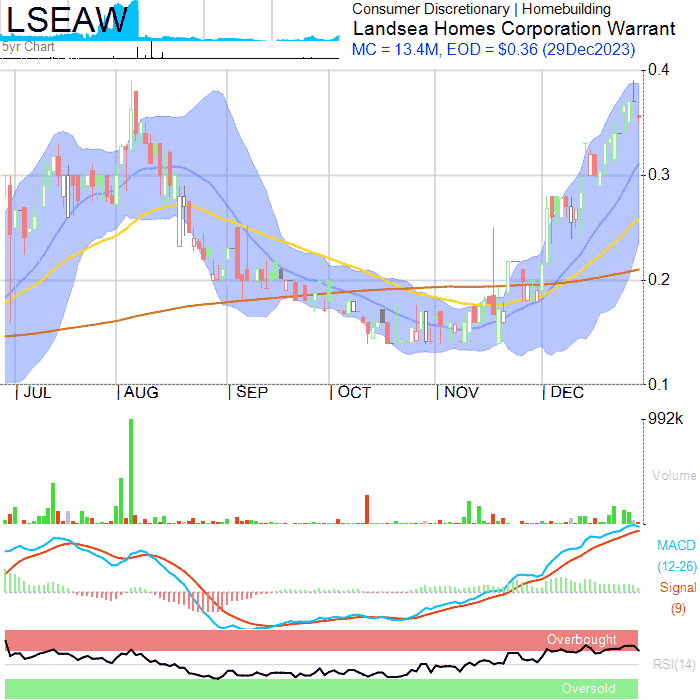 LSEAW
5yr Chart
Consumer Discretionary | Homebuilding
Landsea Homes Corporation Warrant
MC = 13.4M, EOD = $0.36 (29Dec2023)
0.4
0.3
0.2
0.1
JUL
AUG
SEP
OCT
NOV
DEC
992k
Volume
MACD
(12-26)
Signal
(9)
Overbought
RSI(14)
Oversold